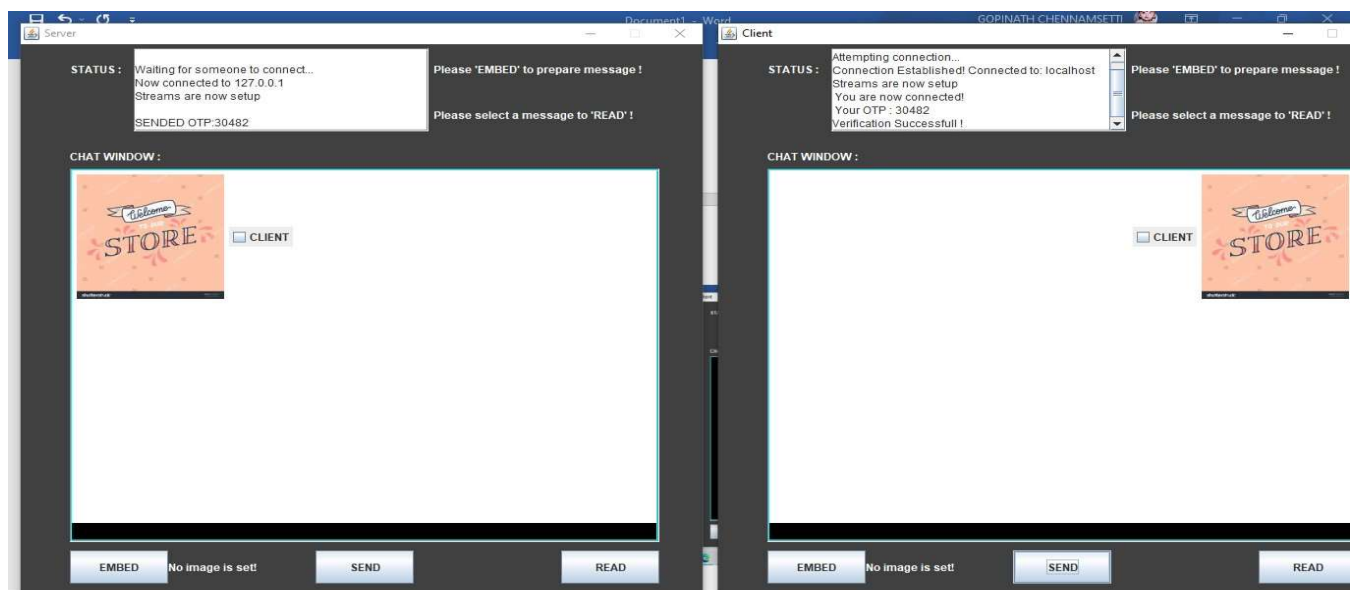 Document1 - Word
GOPINATH CHENNAMSETTI
Server
STATUS :
Waiting for someone to connect...
Now connected to 127.0.0.1
Streams are now setup
SENDED OTP:30482
Please 'EMBED' to prepare message !
Please select a message to 'READ' !
CHAT WINDOW :
Welcome
STORE
CLIENT
EMBED
No image is set!
SEND
READ
Client
STATUS :
Attempting connection...
Connection Established! Connected to: localhost
Streams are now setup
You are now connected!
Your OTP : 30482
Verification Successfull !
Please 'EMBED' to prepare message !
Please select a message to 'READ' !
CHAT WINDOW :
CLIENT
Welcome
STORE
EMBED
No image is set!
SEND
READ